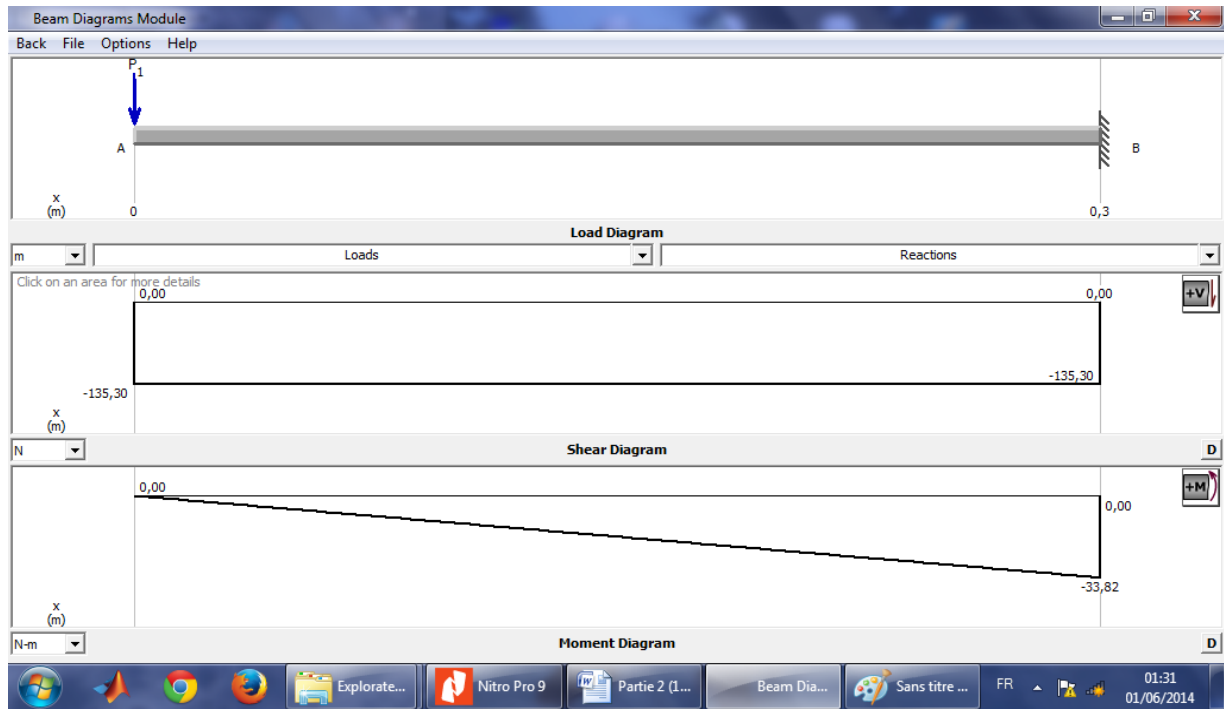 Beam Diagrams Module
Back File Options Help
P1
A
B
x
(m)
0
0,3
Load Diagram
m
Loads
Reactions
Click on an area for more details
0,00
0,00
+V
-135,30
-135,30
x
(m)
N
Shear Diagram
D
0,00
+M
0,00
-33,82
x
(m)
N-m
Moment Diagram
D
Explorate...
Nitro Pro 9
Partie 2 (1...
Beam Dia...
Sans titre ...
FR
01:31
01/06/2014